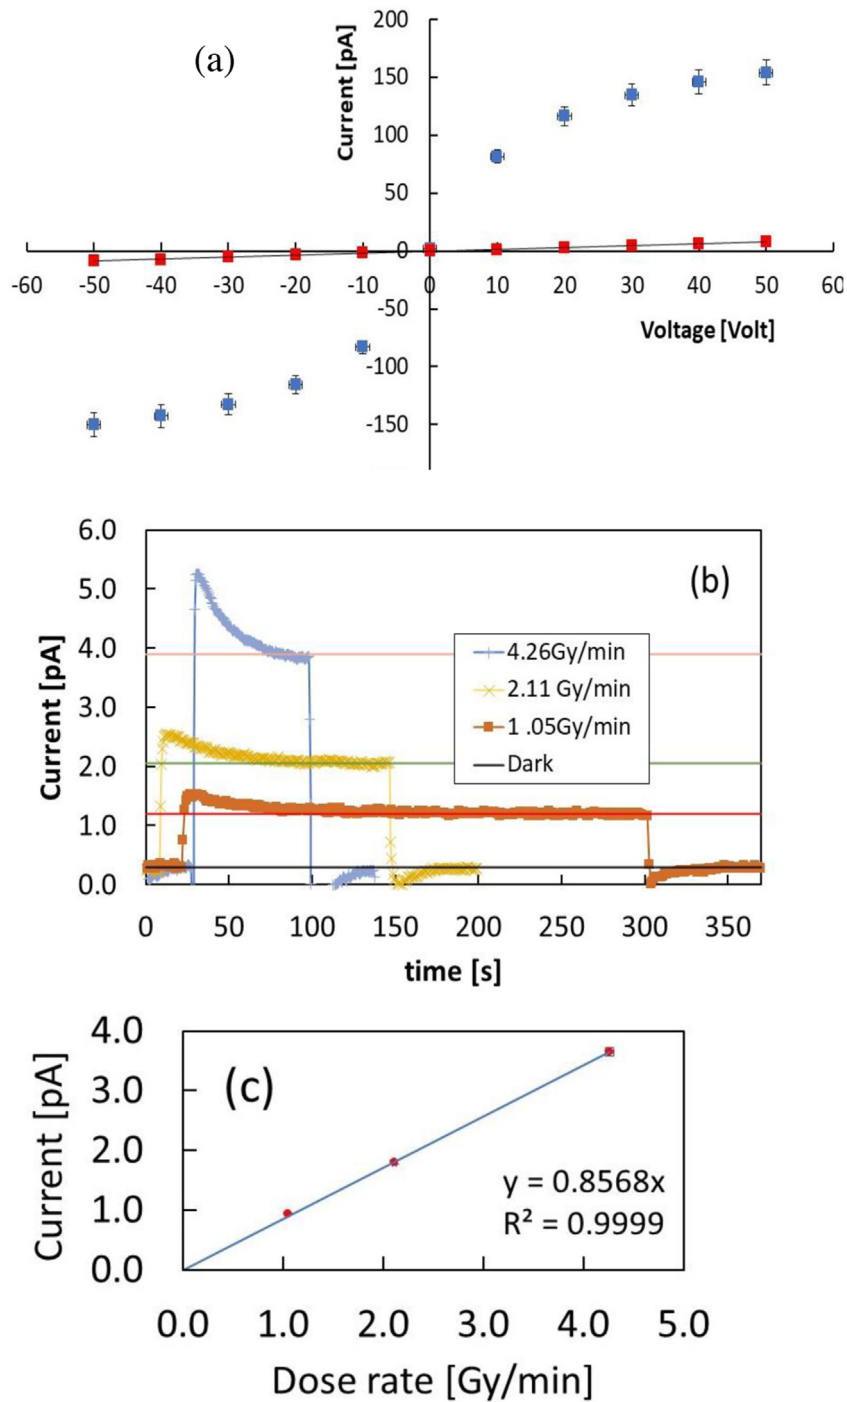 (a)
Current [pA]
200
150
100
50
0
-50
-100
-150
-60 -50 -40 -30 -20 -10 0 10 20 30 40 50 60
Voltage [Volt]
(b)
Current [pA]
6.0
5.0
4.0
3.0
2.0
1.0
0.0
4.26Gy/min
2.11 Gy/min
1 .05Gy/min
Dark
0 50 100 150 200 250 300 350
time [s]
(c)
Current [pA]
4.0
3.0
2.0
1.0
0.0
y = 0.8568x
R² = 0.9999
0.0 1.0 2.0 3.0 4.0 5.0
Dose rate [Gy/min]